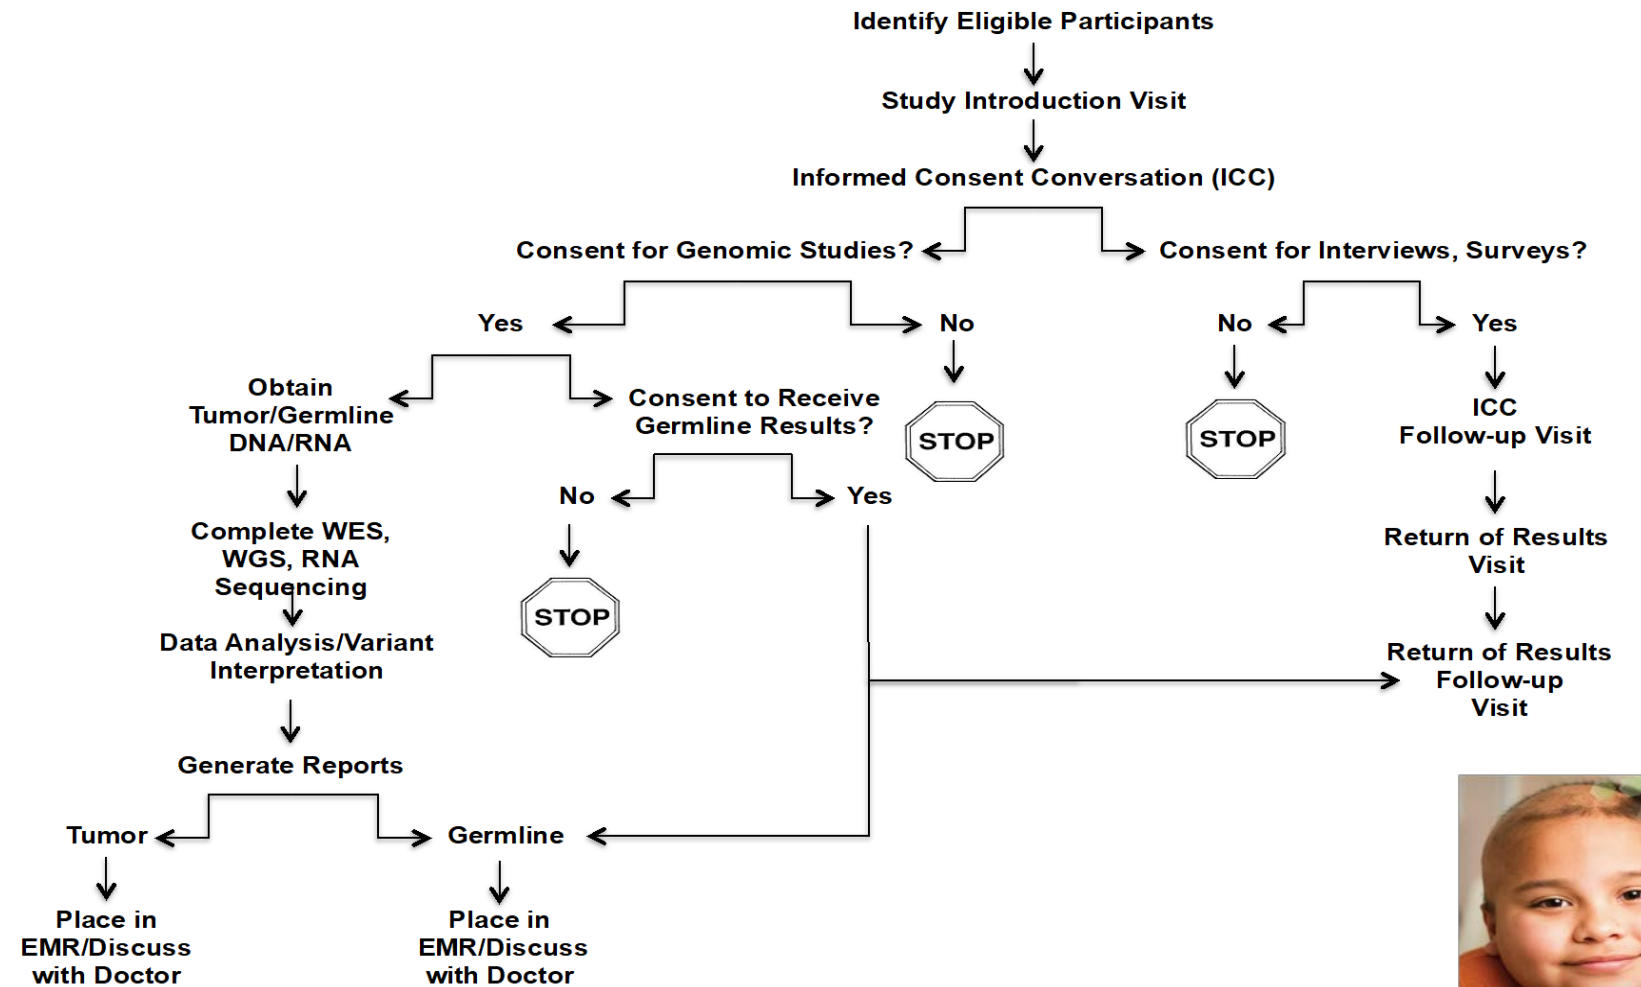 Identify Eligible Participants
Study Introduction Visit
Informed Consent Conversation (ICC)
Consent for Genomic Studies?
Consent for Interviews, Surveys?
Yes
No
No
Yes
Obtain
Tumor/Germline
DNA/RNA
Consent to Receive
Germline Results?
STOP
STOP
ICC
Follow-up Visit
No
Yes
Complete WES,
WGS, RNA
Sequencing
Return of Results
Visit
STOP
Data Analysis/Variant
Interpretation
Return of Results
Follow-up
Visit
Generate Reports
Tumor
Germline
Place in
EMR/Discuss
with Doctor
Place in
EMR/Discuss
with Doctor